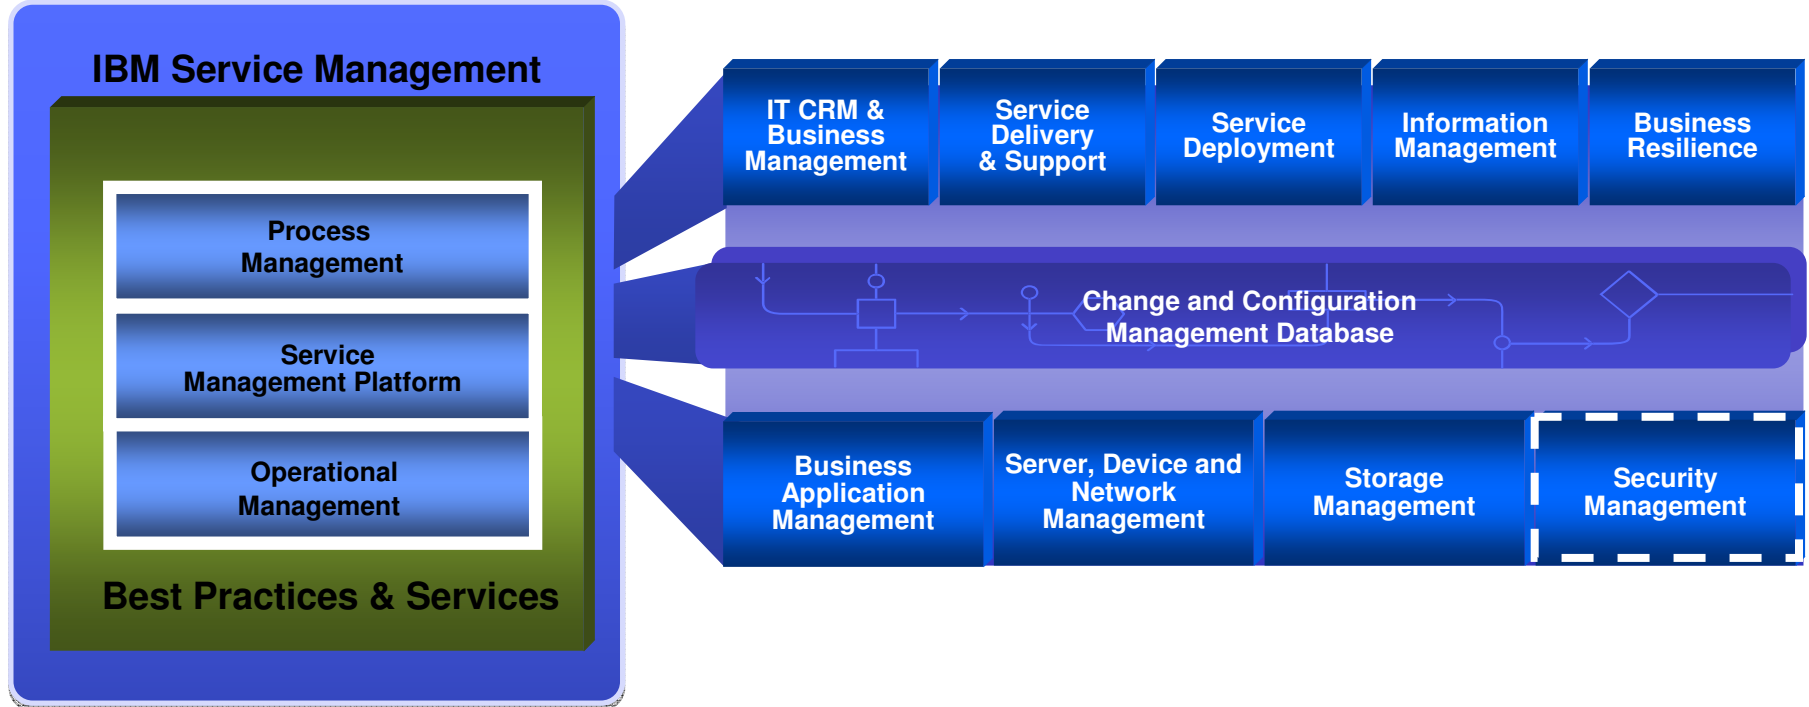 IBM Service Management
Process
Management
Service
Management Platform
Operational
Management
Best Practices & Services
IT CRM &
Business
Management
Service
Delivery
& Support
Service
Deployment
Information
Management
Business
Resilience
Change and Configuration
Management Database
Business
Application
Management
Server, Device and
Network
Management
Storage
Management
Security
Management